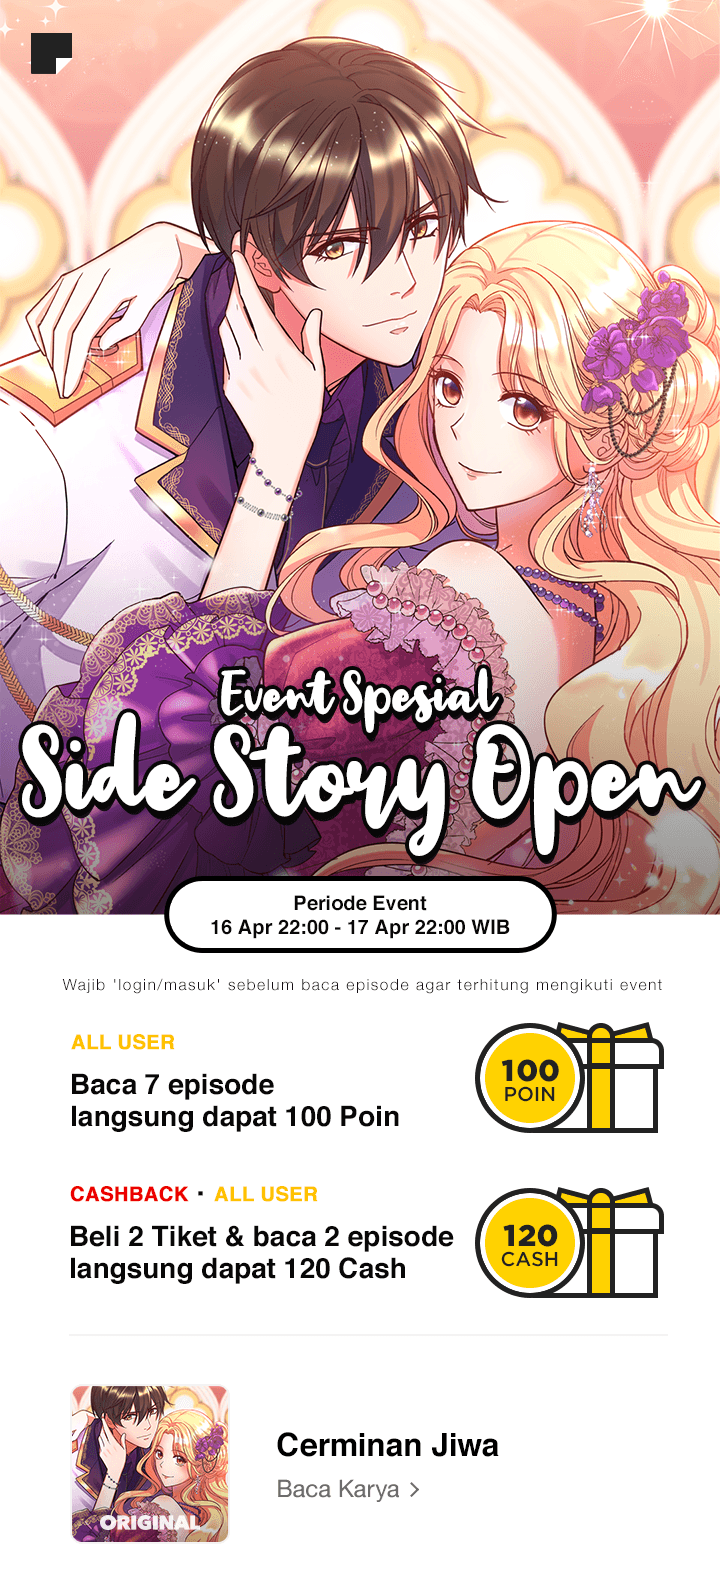 Event Spesial
Side Story Open
Periode Event
16 Apr 22:00 - 17 Apr 22:00 WIB
Wajib 'login/masuk' sebelum baca episode agar terhitung mengikuti event
ALL USER
Baca 7 episode
langsung dapat 100 Poin
100
POIN
CASHBACK · ALL USER
Beli 2 Tiket & baca 2 episode
langsung dapat 120 Cash
120
CASH
ORIGINAL
Cerminan Jiwa
Baca Karya >